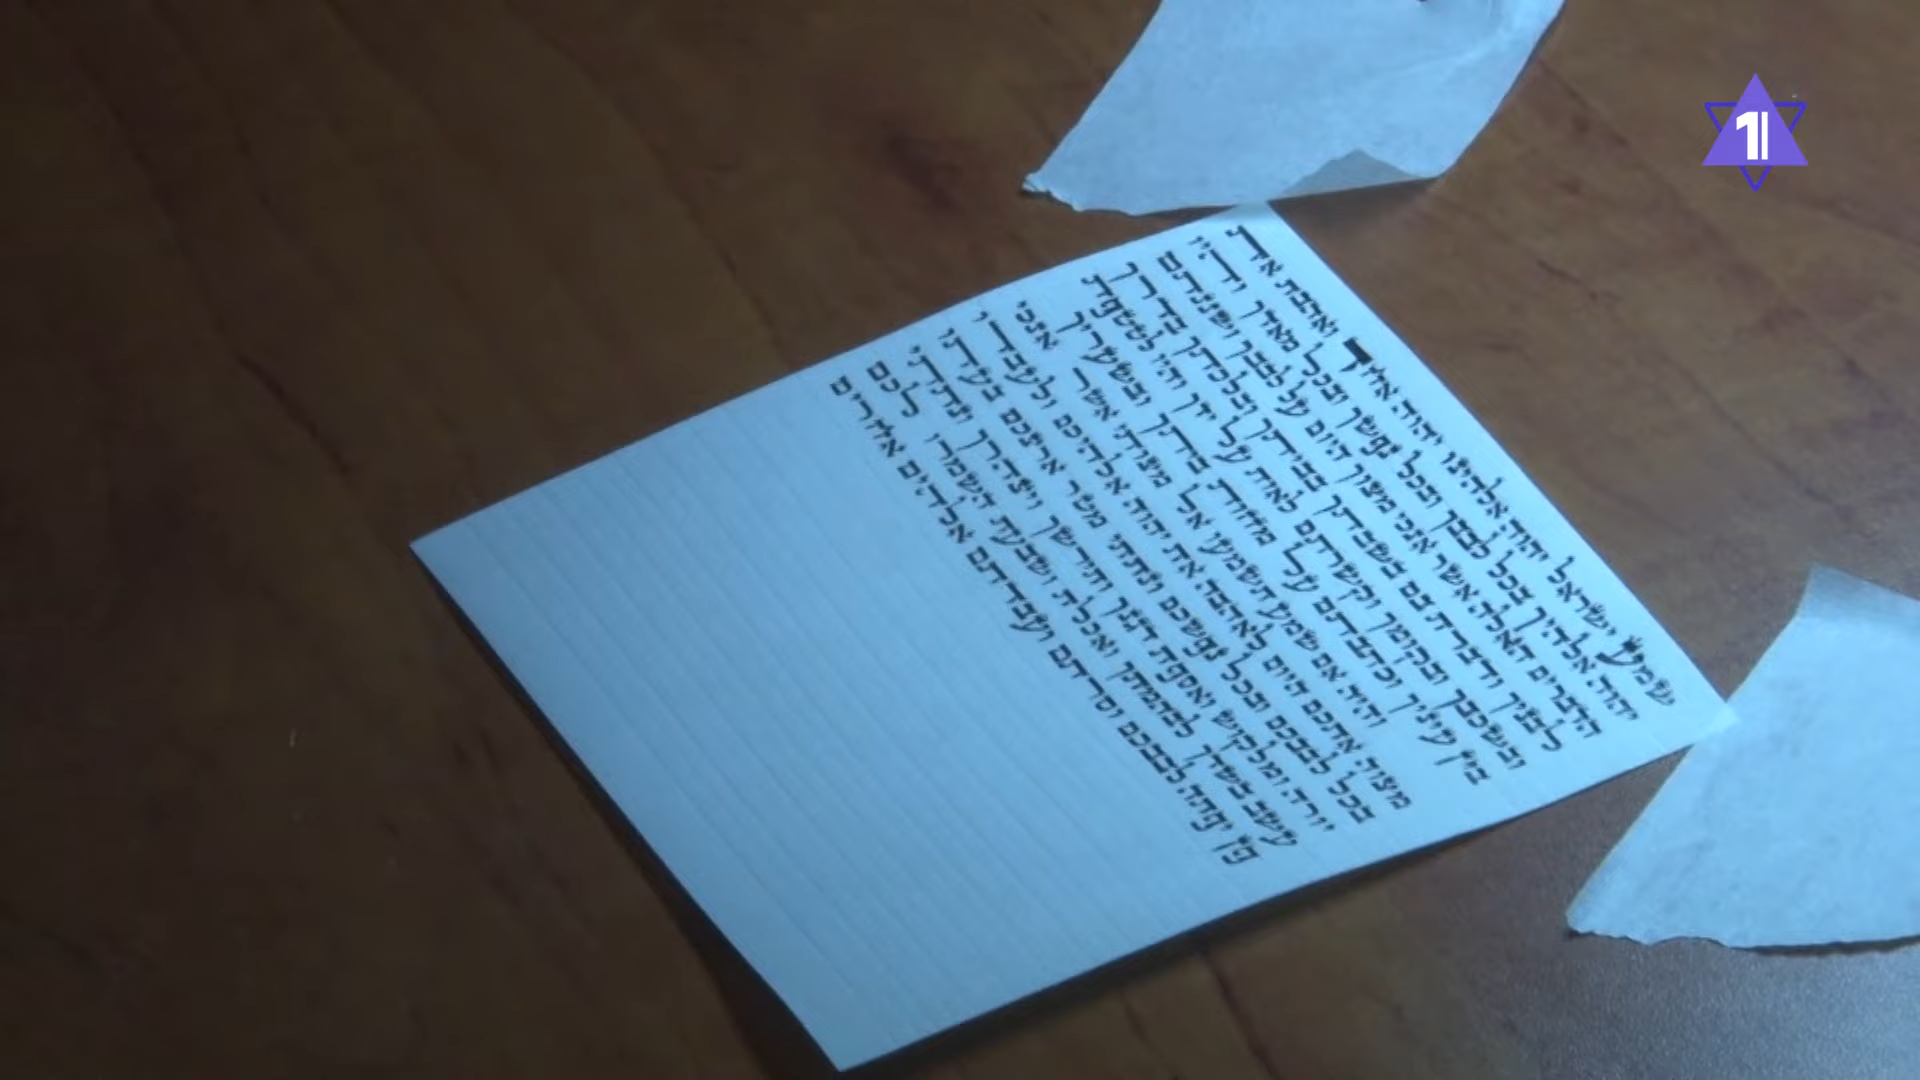 שמע ישראל יהוה אלהינו יהוה אחד ואהבת את
יהוה אלהיך בכל לבבך ובכל נפשך ובכל מאדך והיו
הדברים האלה אשר אנכי מצוך היום על לבבך ושננתם
לבניך ודברת בם בשבתך בביתך ובלכתך בדרך
ובשכבך ובקומך וקשרתם לאות על ידך והיו לטטפת
בין עיניך וכתבתם על מזזות ביתך ובשעריך
והיה אם שמע תשמעו אל מצותי אשר אנכי
מצוה אתכם היום לאהבה את יהוה אלהיכם ולעבדו
בכל לבבכם ובכל נפשכם ונתתי מטר ארצכם בעתו
יורה ומלקוש ואספת דגנך ותירשך ויצהרך ונתתי
עשב בשדך לבהמתך ואכלת ושבעת השמרו לכם
פן יפתה לבבכם וסרתם ועבדתם אלהים אחרים
1